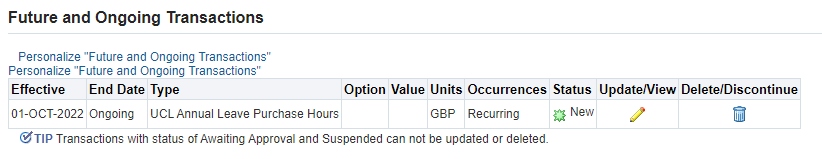 Future and Ongoing Transactions
Personalize "Future and Ongoing Transactions"
Personalize "Future and Ongoing Transactions"
Effective End Date Type Option Value Units Occurrences Status Update/View Delete/Discontinue
01-OCT-2022 Ongoing UCL Annual Leave Purchase Hours GBP Recurring New
TIP Transactions with status of Awaiting Approval and Suspended can not be updated or deleted.